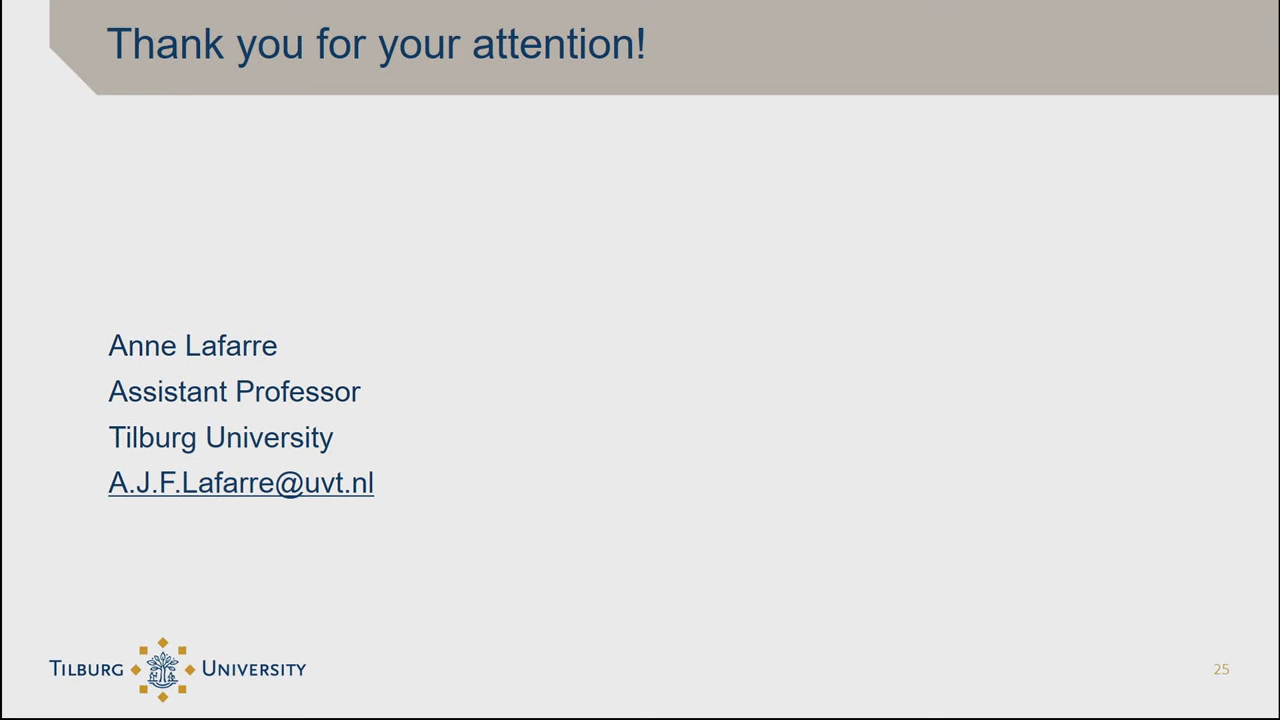 Thank you for your attention!
Anne Lafarre
Assistant Professor
Tilburg University
A.J.F.Lafarre@uvt.nl
TILBURG UNIVERSITY
25